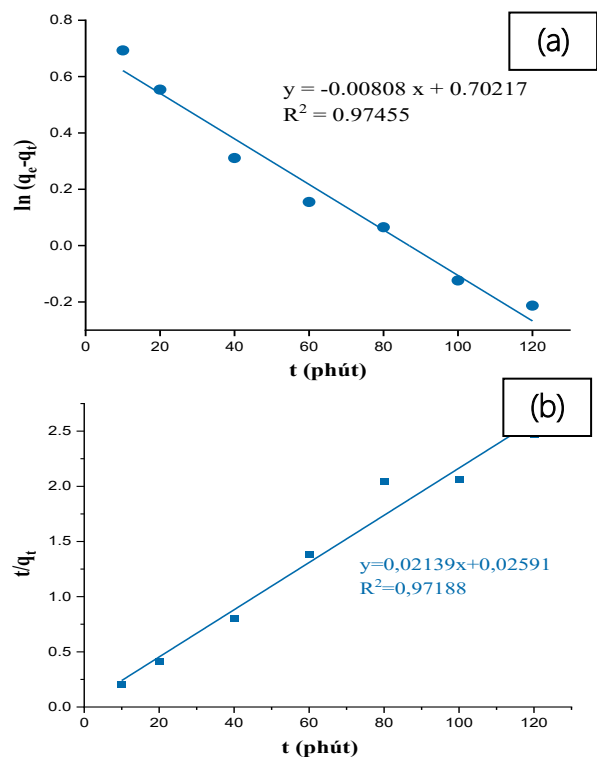 (a)
0.8
0.6
0.4
0.2
0.0
-0.2
ln (qe-qt)
y = -0.00808 x + 0.70217
R² = 0.97455
0 20 40 60 80 100 120
t (phút)
(b)
2.5
2.0
1.5
1.0
0.5
0.0
t/qt
y=0,02139x+0,02591
R²=0,97188
0 20 40 60 80 100 120
t (phút)